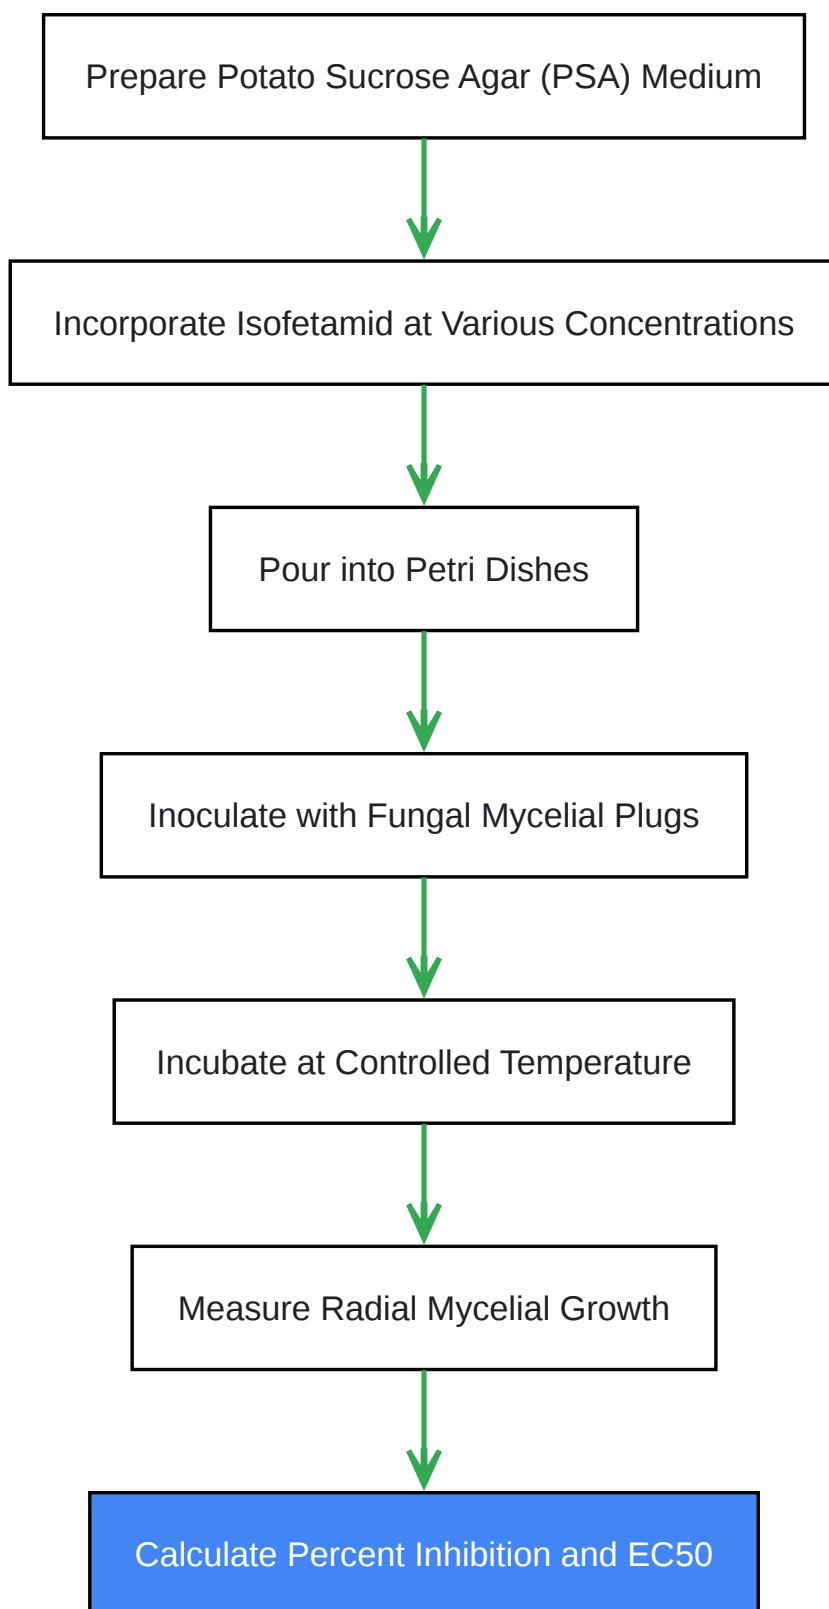 Prepare Potato Sucrose Agar (PSA) Medium
Incorporate Isofetamid at Various Concentrations
Pour into Petri Dishes
Inoculate with Fungal Mycelial Plugs
Incubate at Controlled Temperature
Measure Radial Mycelial Growth
Calculate Percent Inhibition and EC50